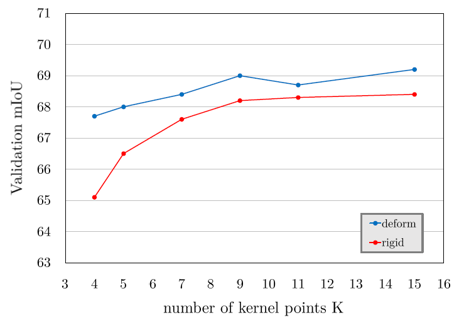 71
70
69
68
67
66
65
64
63
Validation mIoU
deform
rigid
3 4 5 6 7 8 9 10 11 12 13 14 15 16
number of kernel points K